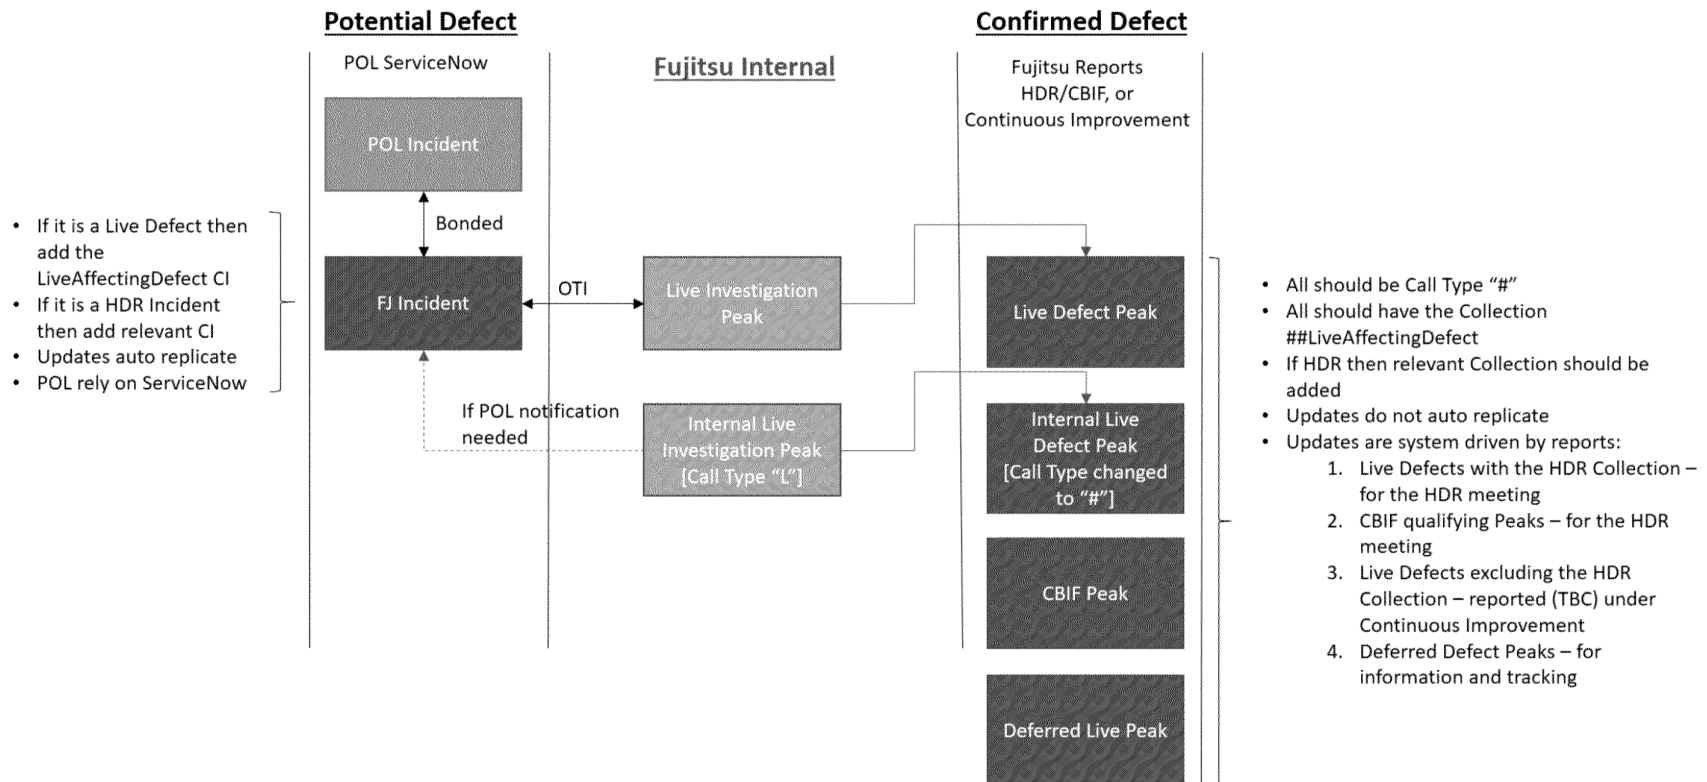 Potential Defect
Confirmed Defect
POL ServiceNow
Fujitsu Internal
Fujitsu Reports
HDR/CBIF, or
Continuous Improvement
POL Incident
Bonded
• If it is a Live Defect then
add the
LiveAffectingDefect CI
• If it is a HDR Incident
then add relevant CI
• Updates auto replicate
• POL rely on ServiceNow
FJ Incident
OTI
Live Investigation
Peak
Live Defect Peak
If POL notification
needed
Internal Live
Investigation Peak
[Call Type “L”]
Internal Live
Defect Peak
[Call Type changed
to “#”]
CBIF Peak
Deferred Live Peak
• All should be Call Type “#”
• All should have the Collection
##LiveAffectingDefect
• If HDR then relevant Collection should be
added
• Updates do not auto replicate
• Updates are system driven by reports:
1. Live Defects with the HDR Collection –
for the HDR meeting
2. CBIF qualifying Peaks – for the HDR
meeting
3. Live Defects excluding the HDR
Collection – reported (TBC) under
Continuous Improvement
4. Deferred Defect Peaks – for
information and tracking